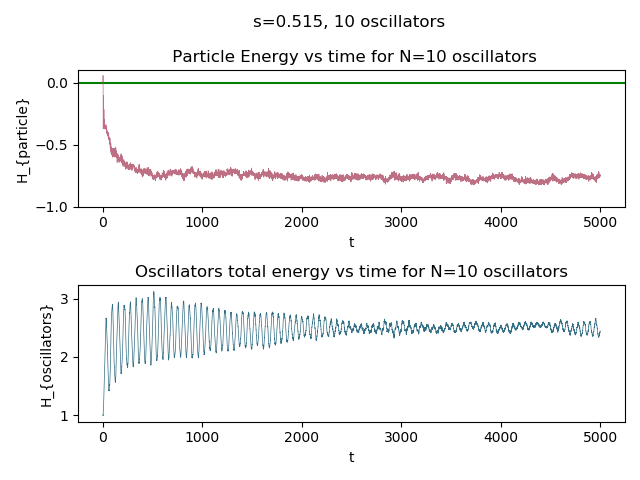 s=0.515, 10 oscillators
Particle Energy vs time for N=10 oscillators
H_{particle}
0.0
−0.5
−1.0
0 1000 2000 3000 4000 5000
t
Oscillators total energy vs time for N=10 oscillators
H_{oscillators}
3
2
1
0 1000 2000 3000 4000 5000
t